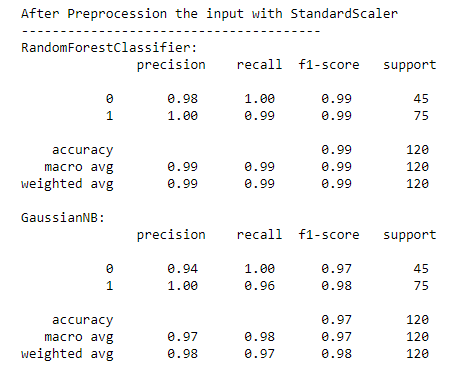 After Preprocession the input with StandardScaler
---------------------------------------
RandomForestClassifier:
precision recall f1-score support
0 0.98 1.00 0.99 45
1 1.00 0.99 0.99 75
accuracy 0.99 120
macro avg 0.99 0.99 0.99 120
weighted avg 0.99 0.99 0.99 120
GaussianNB:
precision recall f1-score support
0 0.94 1.00 0.97 45
1 1.00 0.96 0.98 75
accuracy 0.97 120
macro avg 0.97 0.98 0.97 120
weighted avg 0.98 0.97 0.98 120